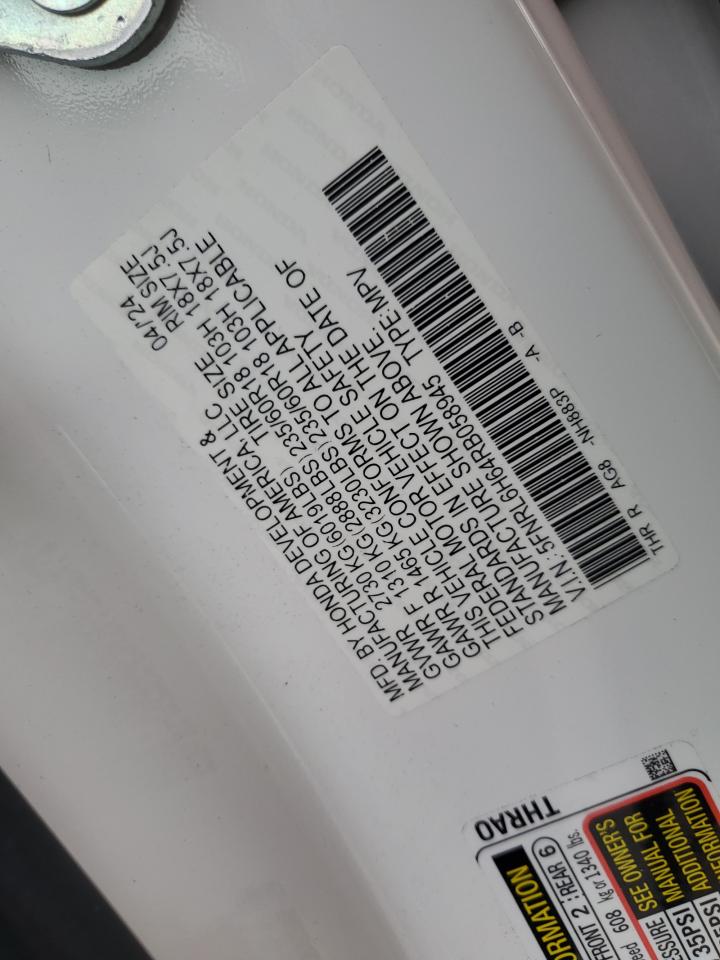 MFD. BY HONDA DEVELOPMENT & 04/24
MANUFACTURING OF AMERICA, LLC
GVWR 2730 KG(6019LBS) TIRE SIZE RIM SIZE
GAWR F 1310 KG(2888LBS) 235/60R18 103H 18X7.5J
GAWR R 1465 KG(3230LBS) 235/60R18 103H 18X7.5J
THIS VEHICLE CONFORMS TO ALL APPLICABLE
FEDERAL MOTOR VEHICLE SAFETY
STANDARDS IN EFFECT ON THE DATE OF
MANUFACTURE SHOWN ABOVE.
V.I.N: 5FNRL6H64RB058945 TYPE: MPV
THR R AG8 -NH883P -A -B
THRA0
FRONT 2 REAR 6
608 kg or 1340 lbs.
SEE OWNER'S
MANUAL FOR
ADDITIONAL
35PSI